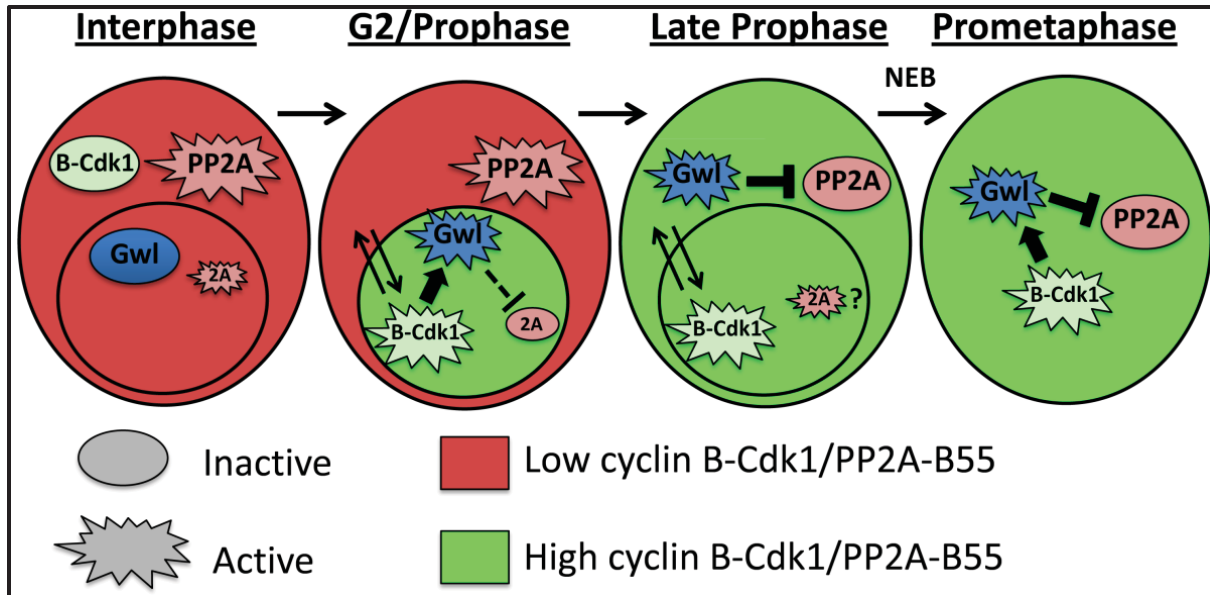 Interphase
G2/Prophase
Late Prophase
Prometaphase
NEB
B-Cdk1
PP2A
Gwl
2A
PP2A
Gwl
B-Cdk1
2A
Gwl
PP2A
B-Cdk1
2A ?
Gwl
PP2A
B-Cdk1
Inactive
Low cyclin B-Cdk1/PP2A-B55
Active
High cyclin B-Cdk1/PP2A-B55